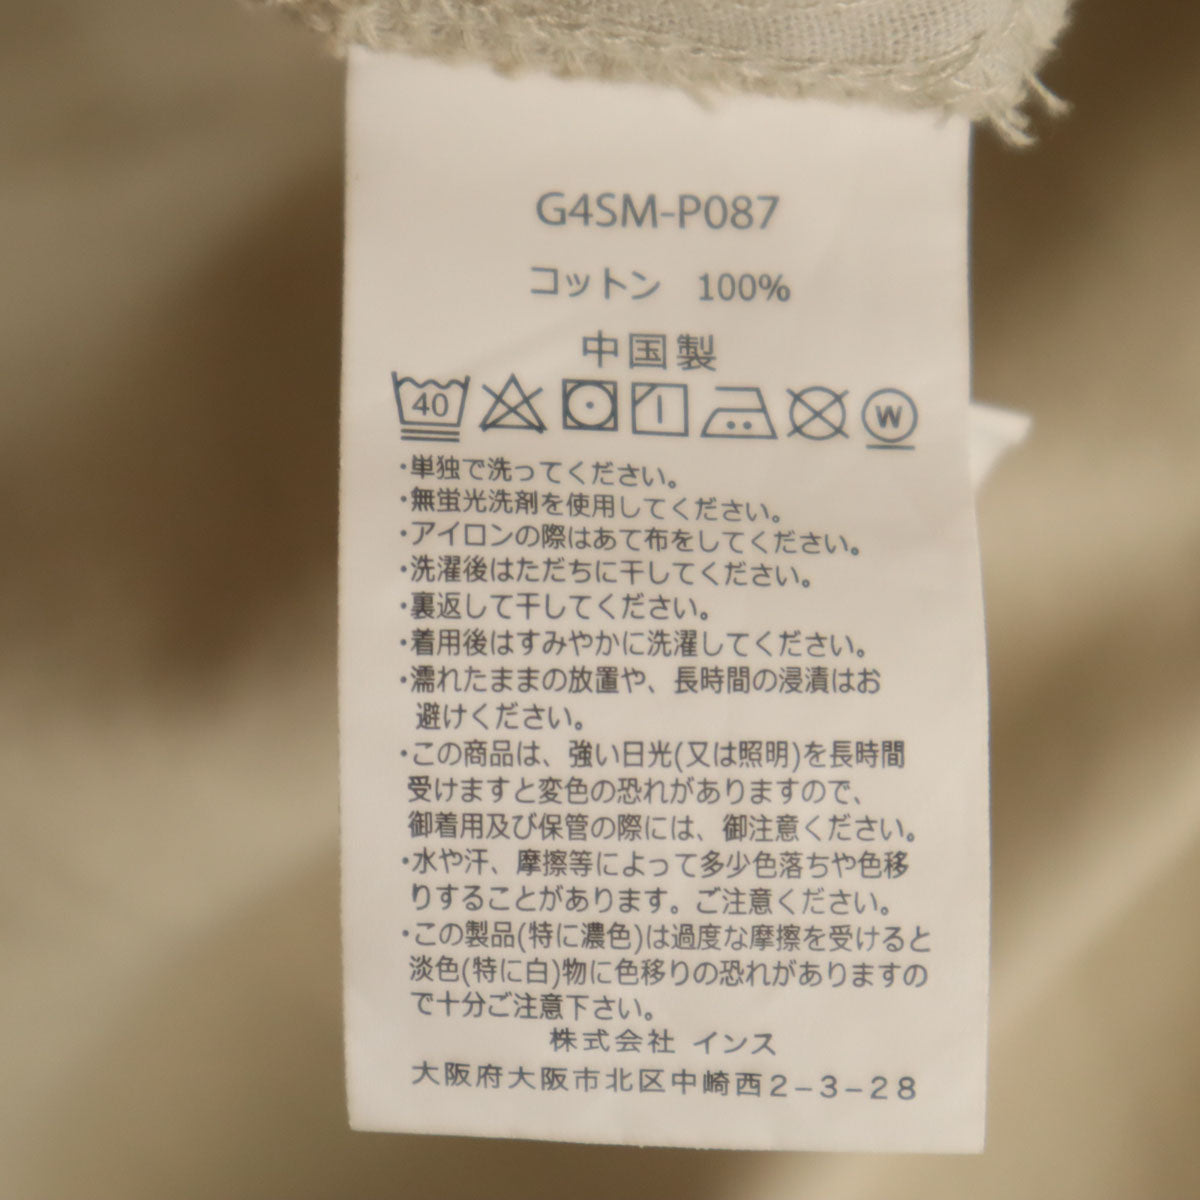 G4SM-P087
コットン 100%
中国製
40 W
・単独で洗ってください。
・無蛍光洗剤を使用してください。
・アイロンの際はあて布をしてください。
・洗濯後はただちに干してください。
・裏返して干してください。
・着用後はすみやかに洗濯してください。
・濡れたままの放置や、長時間の浸漬はお
避けください。
・この商品は、強い日光(又は照明)を長時間
受けますと変色の恐れがありますので、
御着用及び保管の際には、御注意ください。
・水や汗、摩擦等によって多少色落ちや色移
りすることがあります。ご注意ください。
・この製品(特に濃色)は過度な摩擦を受けると
淡色(特に白)物に色移りの恐れがありますの
で十分ご注意下さい。
株式会社 インス
大阪府大阪市北区中崎西2-3-28